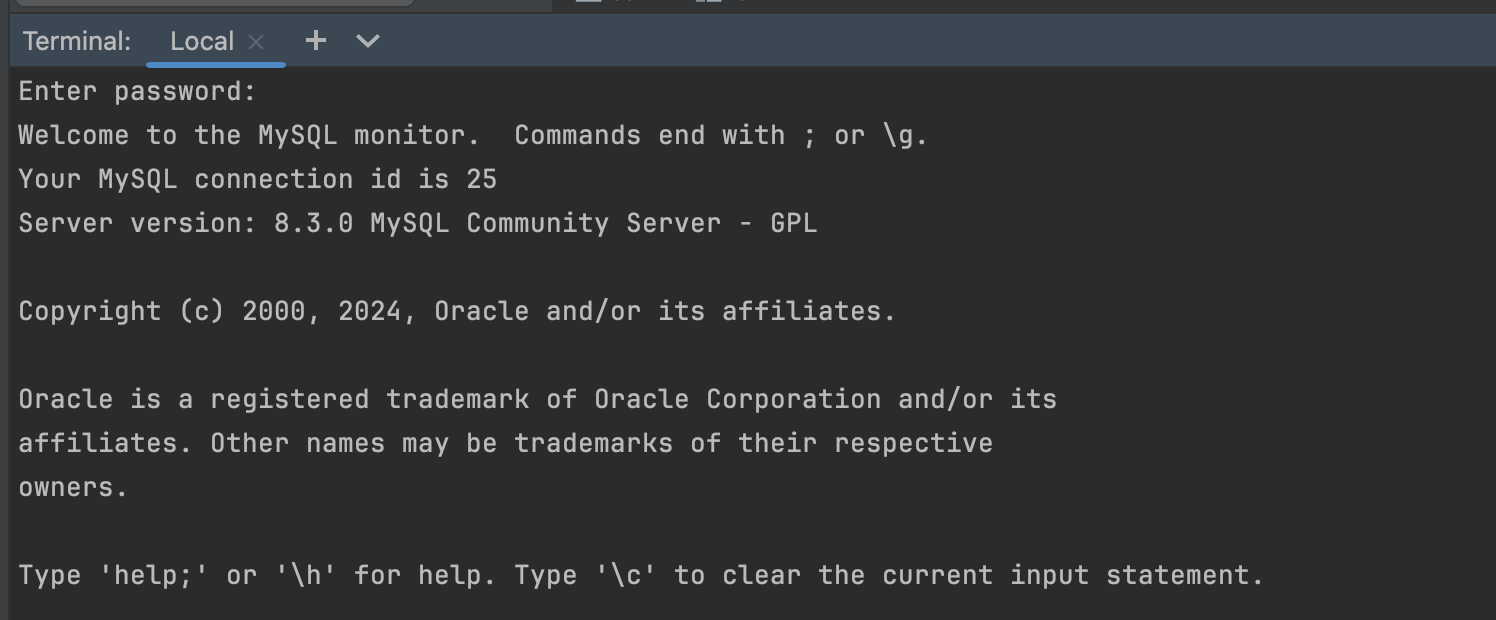 Terminal: Local
Enter password:
Welcome to the MySQL monitor.  Commands end with ; or \g.
Your MySQL connection id is 25
Server version: 8.3.0 MySQL Community Server - GPL
Copyright (c) 2000, 2024, Oracle and/or its affiliates.
Oracle is a registered trademark of Oracle Corporation and/or its
affiliates. Other names may be trademarks of their respective
owners.
Type 'help;' or '\h' for help. Type '\c' to clear the current input statement.